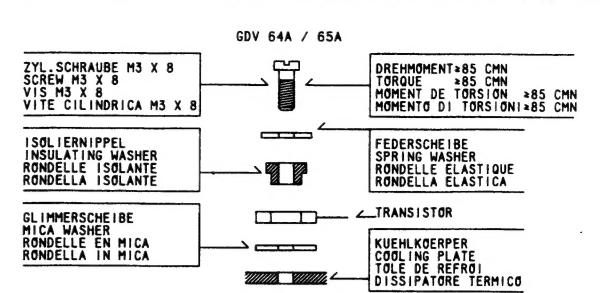 GDV 64A / 65A
ZYL.SCHRAUBE M3 X 8
SCREW M3 X 8
VIS M3 X 8
VITE CILINDRICA M3 X 8
DREHMOMENT≥85 CMN
TORQUE ≥85 CMN
MOMENT DE TORSION ≥85 CMN
MOMENTO DI TORSIONI≥85 CMN
ISOLIERNIPPEL
INSULATING WASHER
RONDELLE ISOLANTE
RONDELLA ISOLANTE
FEDERSCHEIBE
SPRING WASHER
RONDELLE ELASTIQUE
RONDELLA ELASTICA
TRANSISTOR
GLIMMERSCHEIBE
MICA WASHER
RONDELLE EN MICA
RONDELLA IN MICA
KUEHLKOERPER
COOLING PLATE
TOLE DE REFROI
DISSIPATORE TERMICO